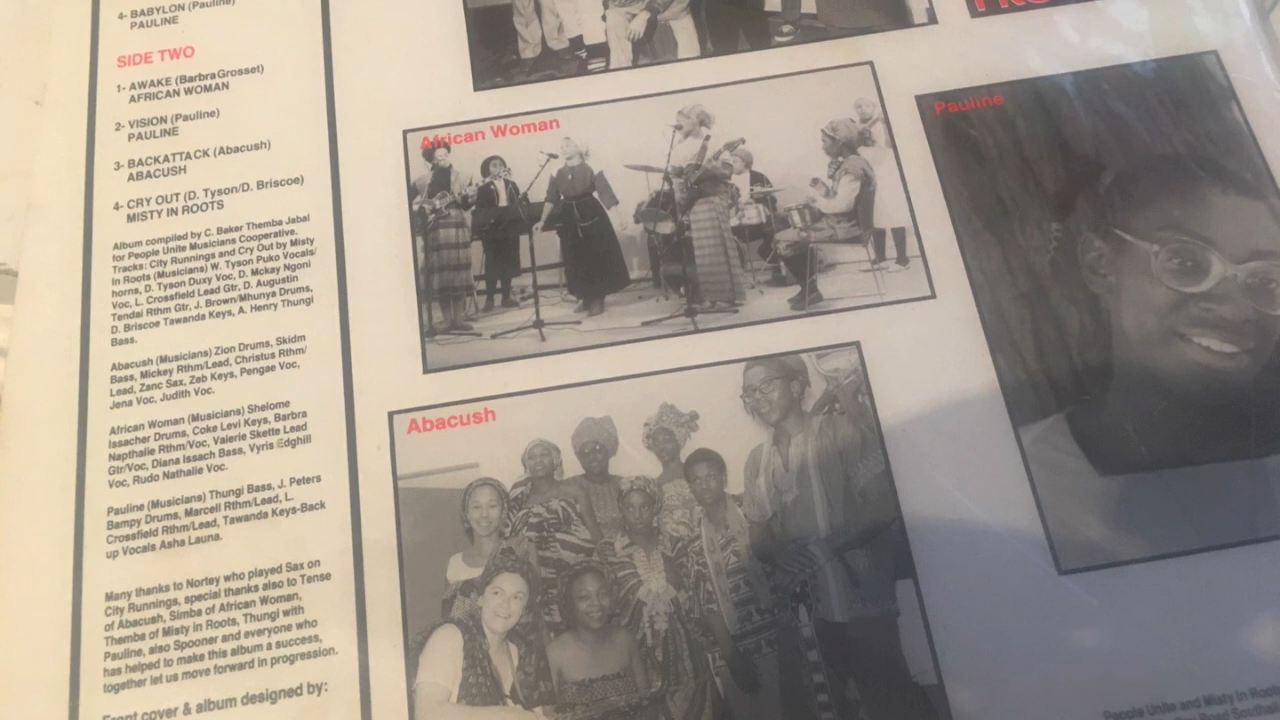 4- BABYLON (Pauline)
PAULINE
SIDE TWO
1- AWAKE (Barbra Grosset)
AFRICAN WOMAN
2- VISION (Pauline)
PAULINE
3- BACKATTACK (Abacush)
ABACUSH
4- CRY OUT (D. Tyson/D. Briscoe)
MISTY IN ROOTS
Album compiled by C. Baker Themba Jabal
for People Unite Musicians Cooperative.
Tracks: City Runnings and Cry Out by Misty
In Roots (Musicians) W. Tyson Puko Vocals/
horns, D. Tyson Duxy Voc, D. Mckay Ngoni
Voc, L. Crossfield Lead Gtr, D. Augustin
Tendai Rthm Gtr, J. Brown/Mhunya Drums,
D. Briscoe Tawanda Keys, A. Henry Thungi
Bass.
Abacush (Musicians) Zion Drums, Skidm
Bass, Mickey Rthm/Lead, Christus Rthm/
Lead, Zanc Sax, Zeb Keys, Pengae Voc,
Jena Voc, Judith Voc.
African Woman (Musicians) Shelome
Issacher Drums, Coke Levi Keys, Barbra
Napthalie Rthm/Voc, Valerie Skette Lead
Gtr/Voc, Diana Issach Bass, Vyris Edghill
Voc, Rudo Nathalie Voc.
Pauline (Musicians) Thungi Bass, J. Peters
Bampy Drums, Marcell Rthm/Lead, L.
Crossfield Rthm/Lead, Tawanda Keys-Back
up Vocals Asha Launa.
Many thanks to Nortey who played Sax on
City Runnings, special thanks also to Tense
of Abacush, Simba of African Woman,
Themba of Misty in Roots, Thungi with
Pauline, also Spooner and everyone who
has helped to make this album a success,
together let us move forward in progression.
Front cover & album designed by:
African Woman
Abacush
Pauline
People Unite and Misty In Roots